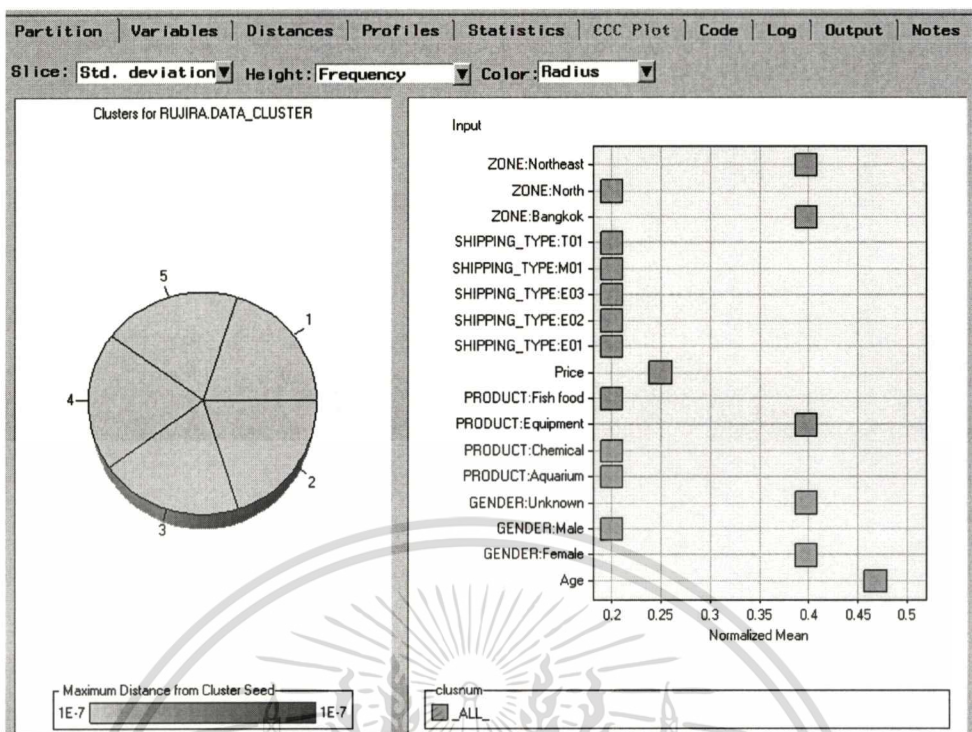 Partition Variables Distances Profiles Statistics CCC Plot Code Log Output Notes
Slice: Std. deviation Height: Frequency Color: Radius
Clusters for RUJIRA.DATA_CLUSTER
5
1
4
2
3
Maximum Distance from Cluster Seed
1E-7 1E-7
Input
ZONE:Northeast
ZONE:North
ZONE:Bangkok
SHIPPING_TYPE:T01
SHIPPING_TYPE:M01
SHIPPING_TYPE:E03
SHIPPING_TYPE:E02
SHIPPING_TYPE:E01
Price
PRODUCT:Fish food
PRODUCT:Equipment
PRODUCT:Chemical
PRODUCT:Aquarium
GENDER:Unknown
GENDER:Male
GENDER:Female
Age
0.2 0.25 0.3 0.35 0.4 0.45 0.5
Normalized Mean
clusnum
_ALL_